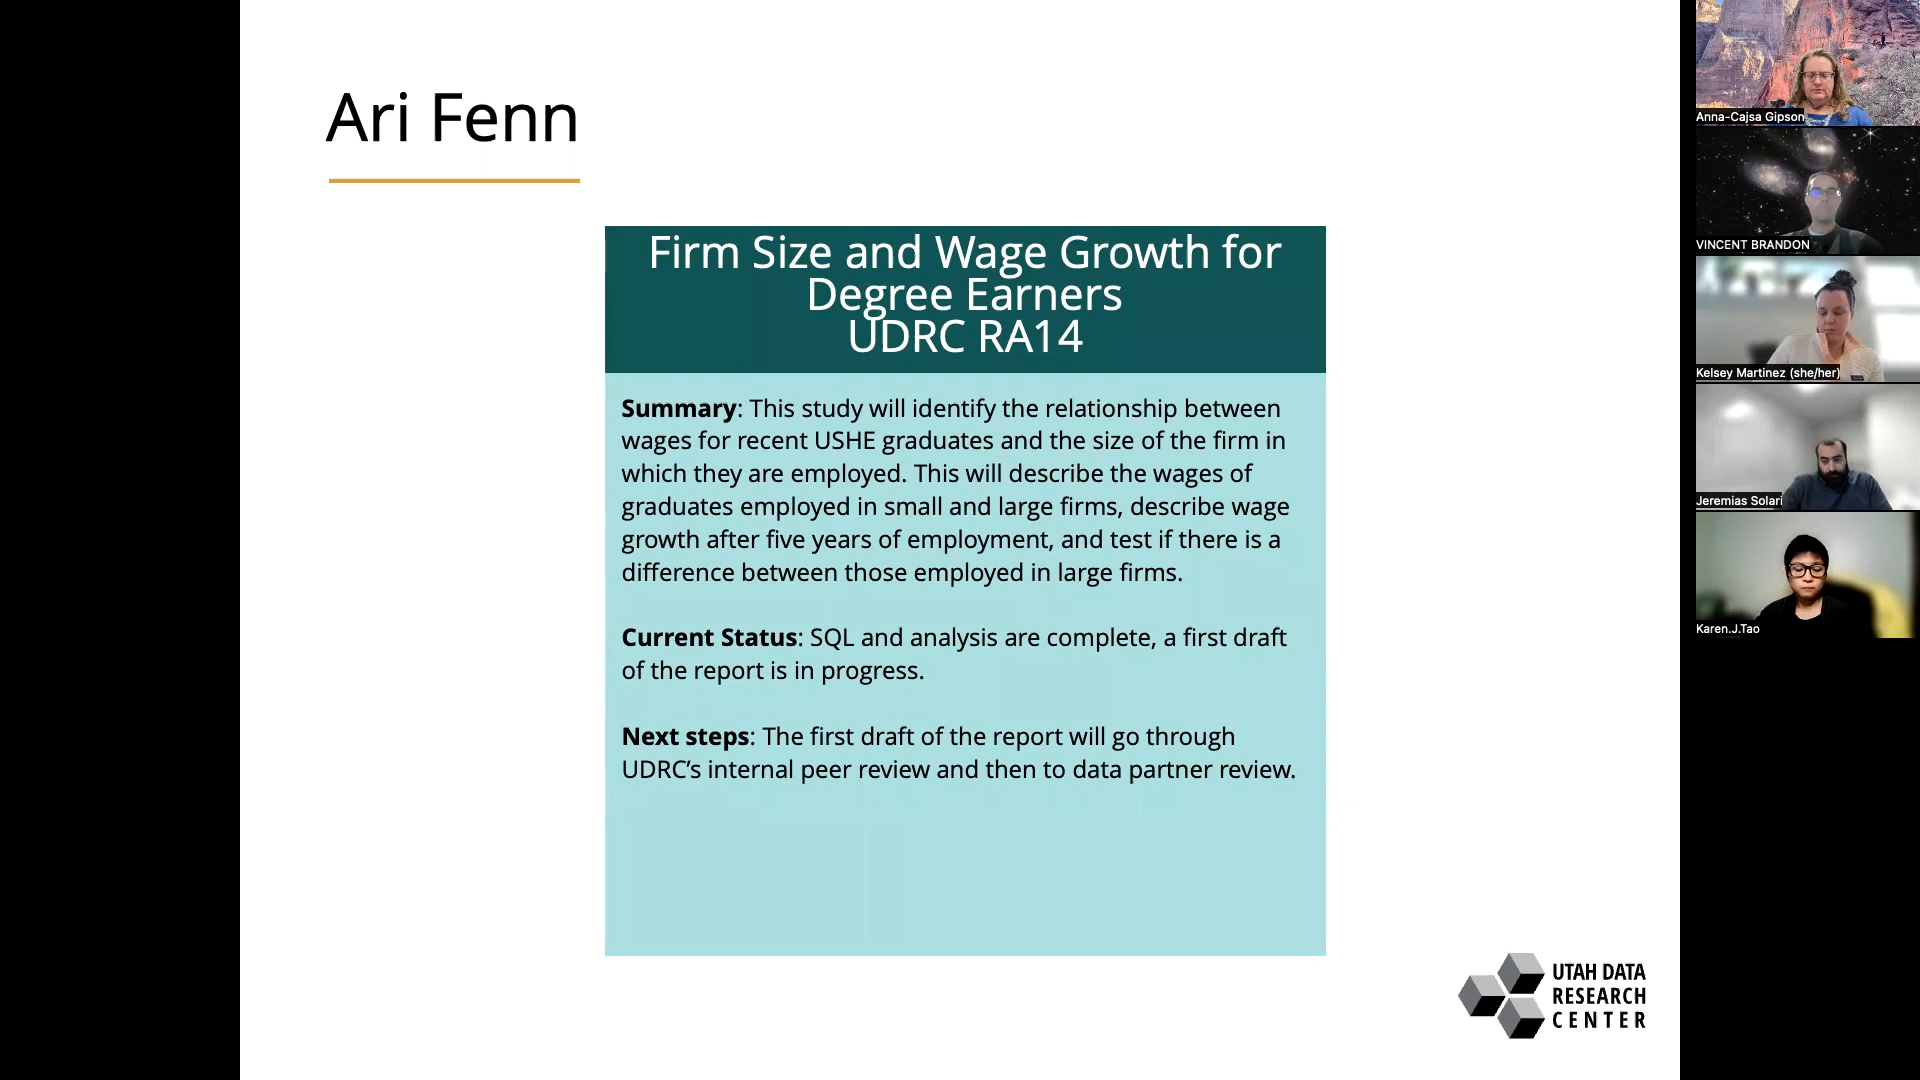 Ari Fenn
Firm Size and Wage Growth for
Degree Earners
UDRC RA14
Summary: This study will identify the relationship between
wages for recent USHE graduates and the size of the firm in
which they are employed. This will describe the wages of
graduates employed in small and large firms, describe wage
growth after five years of employment, and test if there is a
difference between those employed in large firms.
Current Status: SQL and analysis are complete, a first draft
of the report is in progress.
Next steps: The first draft of the report will go through
UDRC’s internal peer review and then to data partner review.
UTAH DATA
RESEARCH
CENTER
Anna-Cajsa Gipson
VINCENT BRANDON
Kelsey Martinez (she/her)
Jeremias Solari
Karen.J.Tao